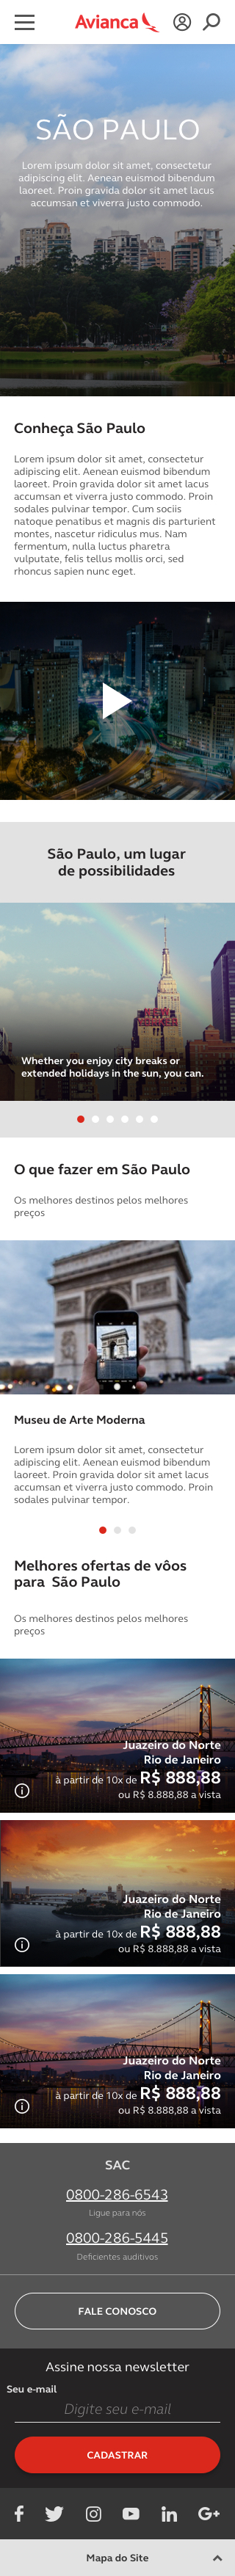 Avianca
SÃO PAULO
Lorem ipsum dolor sit amet, consectetur
adipiscing elit. Aenean euismod bibendum
laoreet. Proin gravida dolor sit amet lacus
accumsan et viverra justo commodo.
Conheça São Paulo
Lorem ipsum dolor sit amet, consectetur
adipiscing elit. Aenean euismod bibendum
laoreet. Proin gravida dolor sit amet lacus
accumsan et viverra justo commodo. Proin
sodales pulvinar tempor. Cum sociis
natoque penatibus et magnis dis parturient
montes, nascetur ridiculus mus. Nam
fermentum, nulla luctus pharetra
vulputate, felis tellus mollis orci, sed
rhoncus sapien nunc eget.
São Paulo, um lugar
de possibilidades
Whether you enjoy city breaks or
extended holidays in the sun, you can.
O que fazer em São Paulo
Os melhores destinos pelos melhores
preços
Museu de Arte Moderna
Lorem ipsum dolor sit amet, consectetur
adipiscing elit. Aenean euismod bibendum
laoreet. Proin gravida dolor sit amet lacus
accumsan et viverra justo commodo. Proin
sodales pulvinar tempor.
Melhores ofertas de vôos
para São Paulo
Os melhores destinos pelos melhores
preços
Juazeiro do Norte
Rio de Janeiro
à partir de 10x de R$ 888,88
ou R$ 8.888,88 a vista
Juazeiro do Norte
Rio de Janeiro
à partir de 10x de R$ 888,88
ou R$ 8.888,88 a vista
Juazeiro do Norte
Rio de Janeiro
à partir de 10x de R$ 888,88
ou R$ 8.888,88 a vista
SAC
0800-286-6543
Ligue para nós
0800-286-5445
Deficientes auditivos
FALE CONOSCO
Assine nossa newsletter
Seu e-mail
Digite seu e-mail
CADASTRAR
Mapa do Site